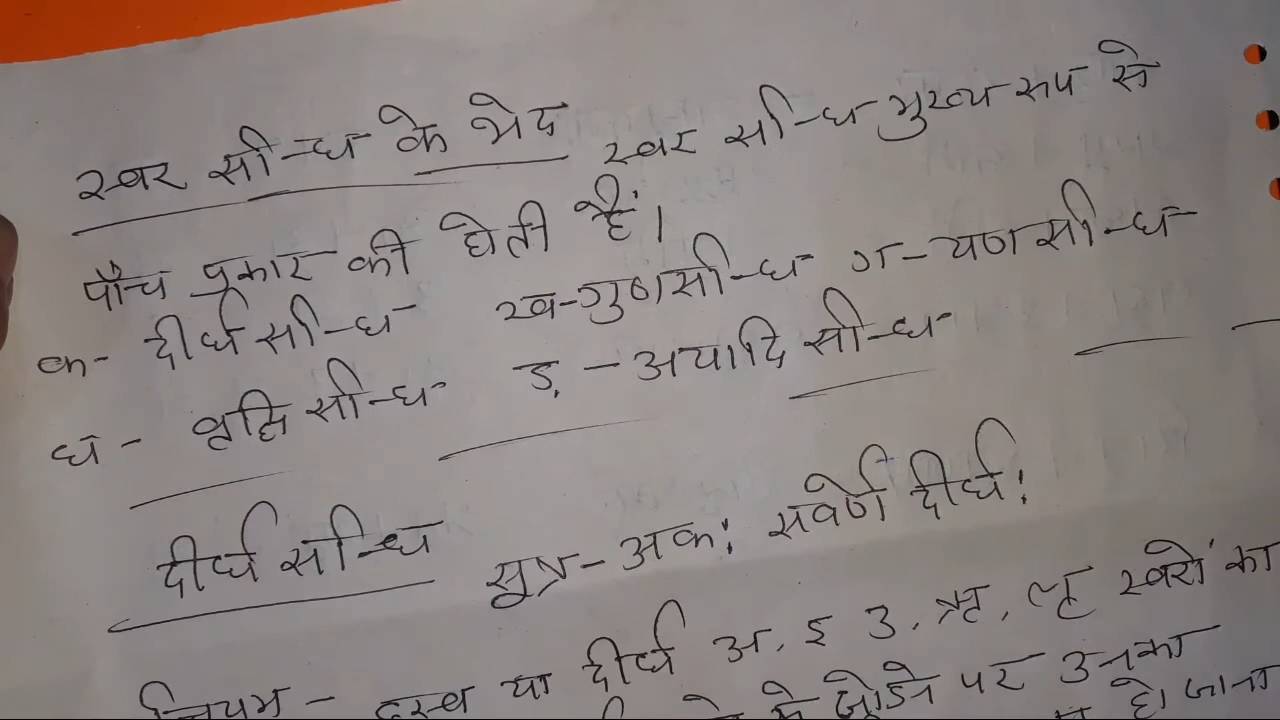 स्वर सन्धि के भेद स्वर सन्धि मुख्य रूप से
पाँच प्रकार की होती हैं।
क- दीर्घ सन्धि ख-गुण सन्धि ग-यण सन्धि
घ- वृद्धि सन्धि ङ-अयादि सन्धि
दीर्घ सन्धि सूत्र-अकः सवर्णे दीर्घः
नियम- ह्रस्व या दीर्घ अ, इ उ, ऋ, लृ स्वरों का
जोड़ने पर उनका
हो जाता